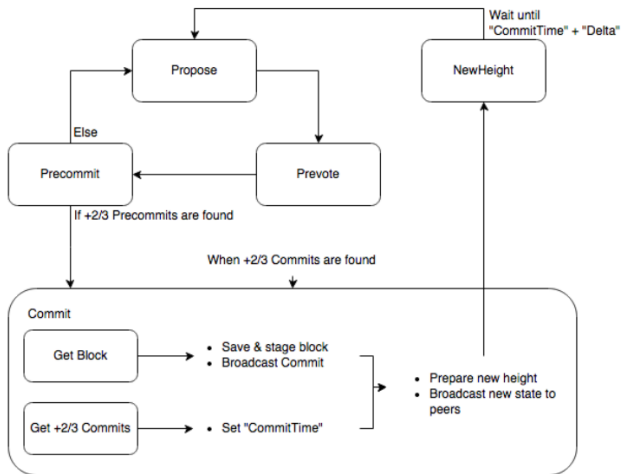 Wait until
"CommitTime" + "Delta"
Propose
NewHeight
Else
Precommit
Prevote
If +2/3 Precommits are found
When +2/3 Commits are found
Commit
Get Block
• Save & stage block
• Broadcast Commit
• Prepare new height
• Broadcast new state to
peers
Get +2/3 Commits
• Set "CommitTime"